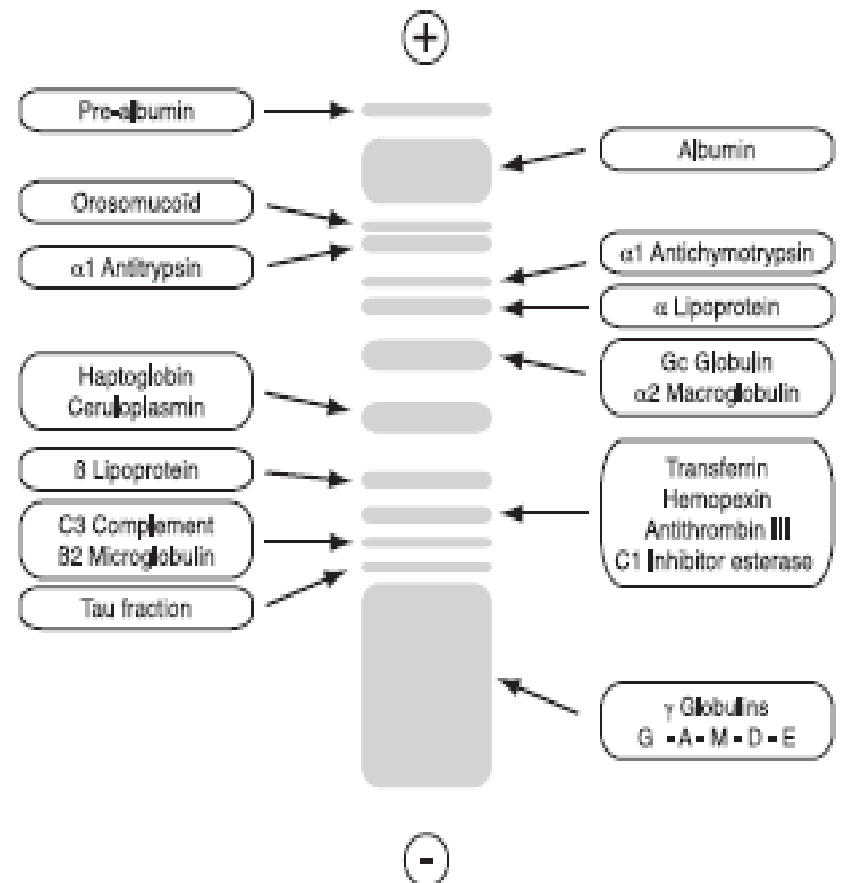 +
Pre-albumin
Albumin
Orosomucoïd
α1 Antitrypsin
α1 Antichymotrypsin
α Lipoprotein
Haptoglobin
Ceruloplasmin
Gc Globulin
α2 Macroglobulin
ß Lipoprotein
C3 Complement
ß2 Microglobulin
Transferrin
Hemopexin
Antithrombin III
C1 Inhibitor esterase
Tau fraction
γ Globulins
G - A - M - D - E
-